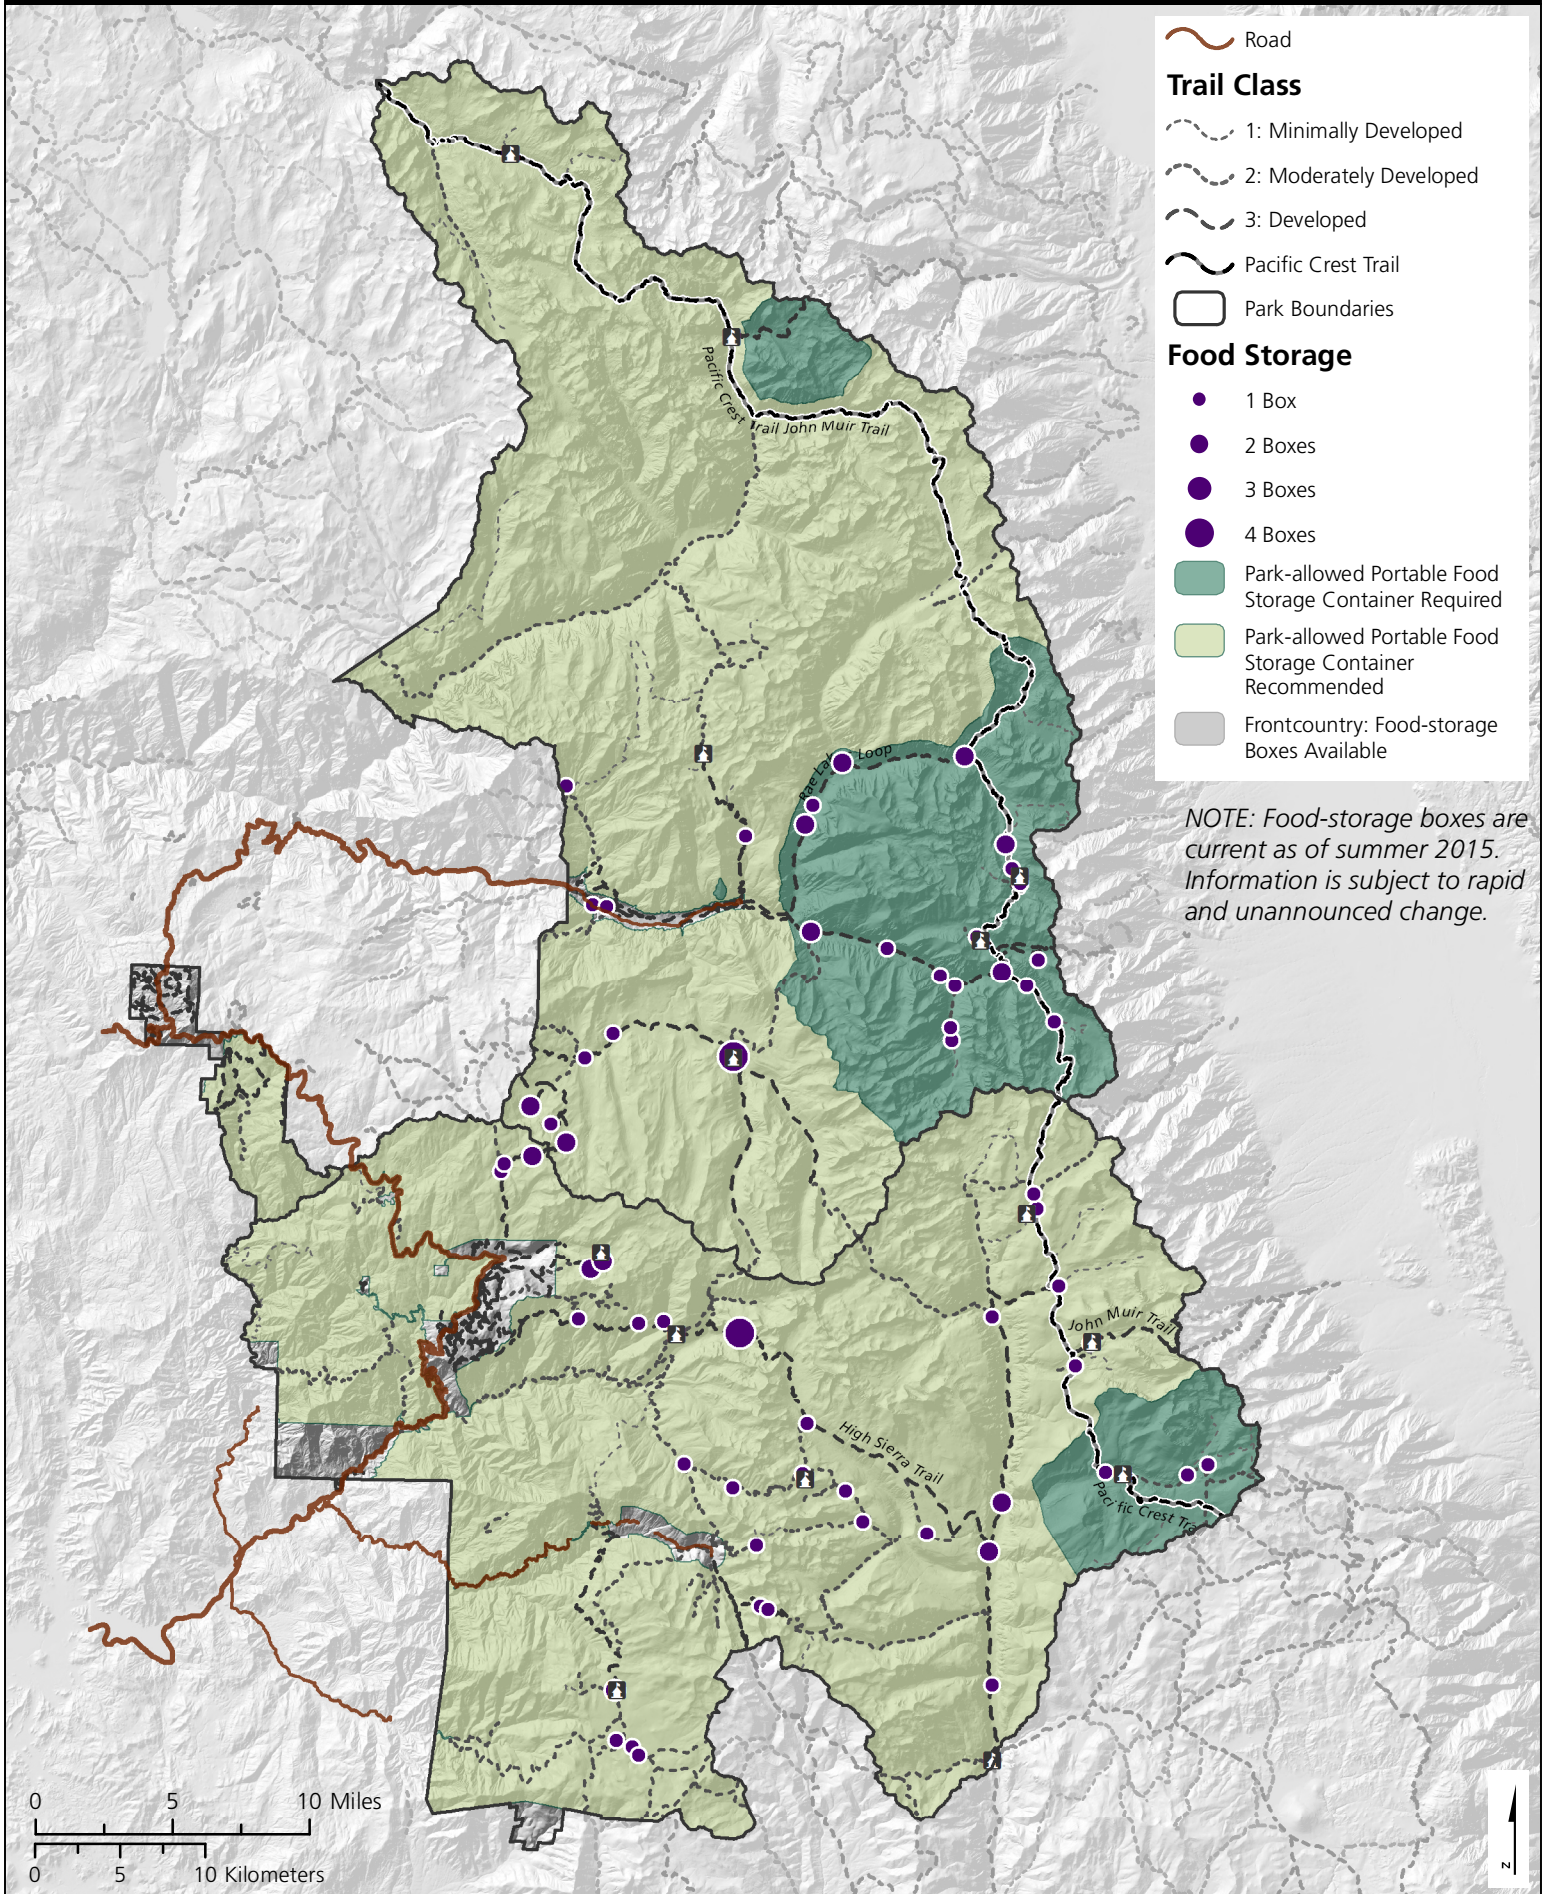 Road
Trail Class
1: Minimally Developed
2: Moderately Developed
3: Developed
Pacific Crest Trail
Park Boundaries
Food Storage
1 Box
2 Boxes
3 Boxes
4 Boxes
Park-allowed Portable Food
Storage Container Required
Park-allowed Portable Food
Storage Container
Recommended
Frontcountry: Food-storage
Boxes Available
NOTE: Food-storage boxes are
current as of summer 2015.
Information is subject to rapid
and unannounced change.
Pacific Crest
Trail John Muir Trail
Loop
John Muir Trail
High Sierra Trail
Pacific Crest
0 5 10 Miles
0 5 10 Kilometers
N